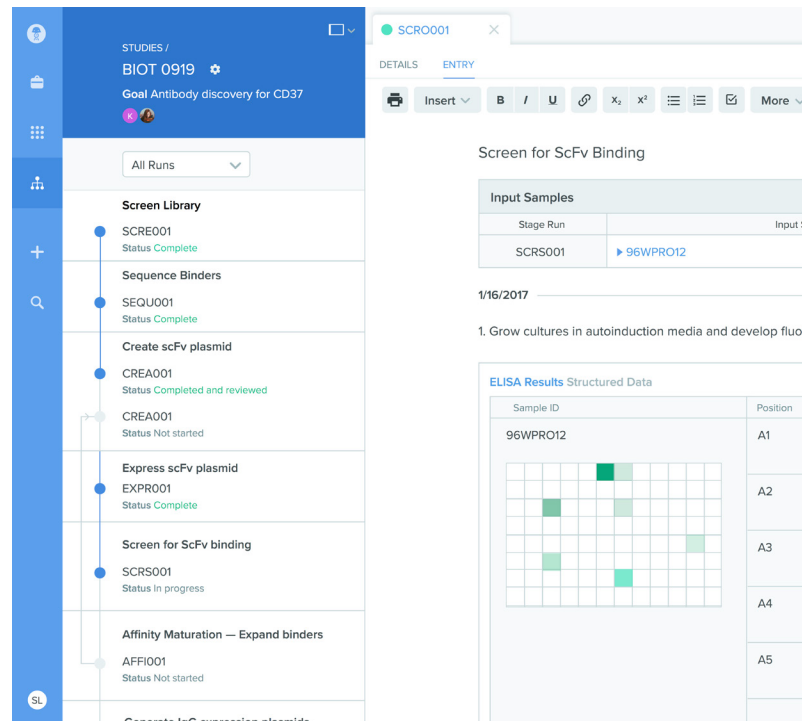 STUDIES /
BIOT 0919
Goal Antibody discovery for CD37
K
All Runs
Screen Library
SCRE001
Status Complete
Sequence Binders
SEQU001
Status Complete
Create scFv plasmid
CREA001
Status Completed and reviewed
CREA001
Status Not started
Express scFv plasmid
EXPR001
Status Complete
Screen for ScFv binding
SCRS001
Status In progress
Affinity Maturation — Expand binders
AFFI001
Status Not started
SL
SCRO001
DETAILS ENTRY
Insert B I U X₂ X² More
Screen for ScFv Binding
Input Samples
Stage Run Input
SCRS001 96WPRO12
1/16/2017
1. Grow cultures in autoinduction media and develop fluo
ELISA Results Structured Data
Sample ID Position
96WPRO12 A1
A2
A3
A4
A5